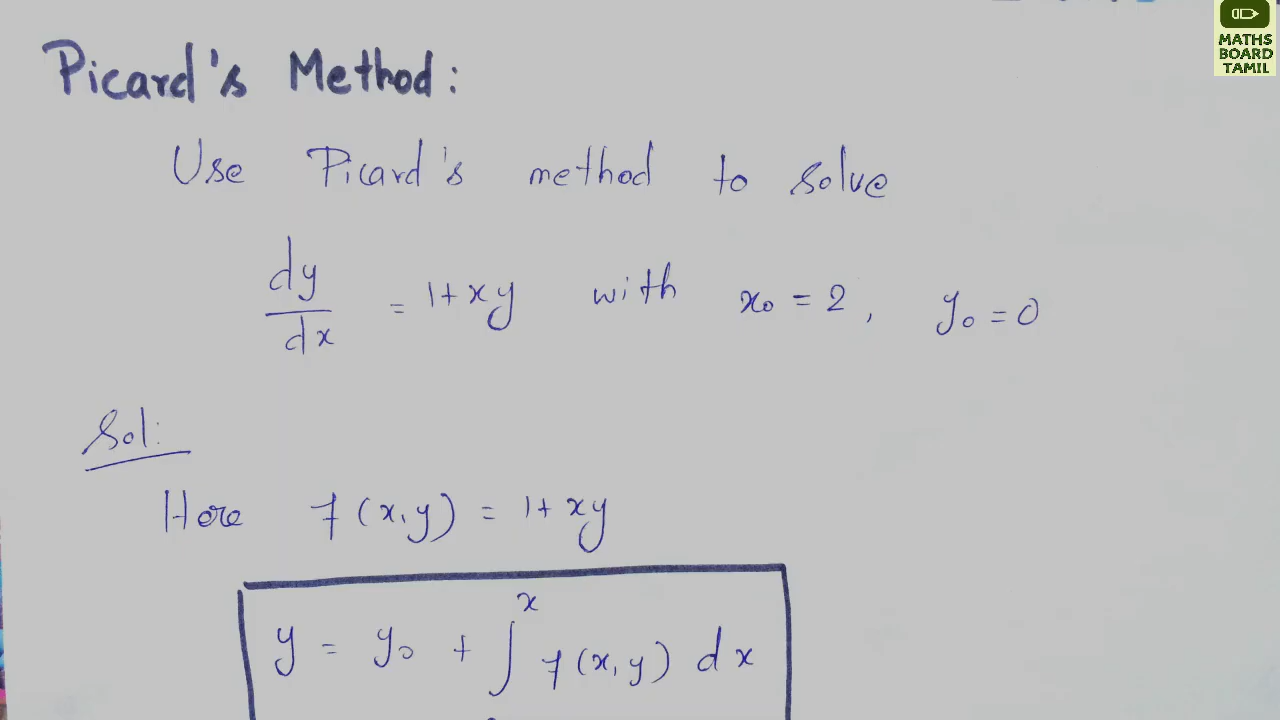 MATHS
BOARD
TAMIL
Picard's Method:
Use Picard's method to solve
dy/dx = 1+xy with x₀ = 2, y₀ = 0
Sol:
Here f(x,y) = 1+xy
y = y₀ + ∫ˣ f(x,y) dx